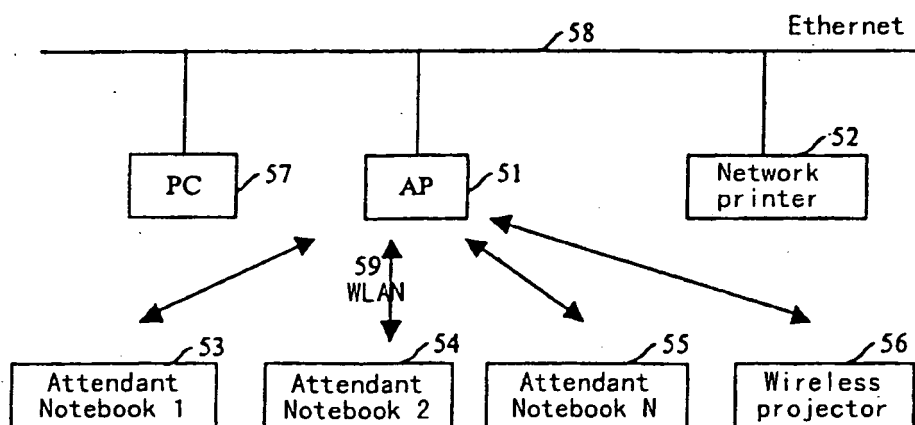 Ethernet
58
PC
57
AP
51
52
Network
printer
59
WLAN
53
Attendant
Notebook 1
54
Attendant
Notebook 2
55
Attendant
Notebook N
56
Wireless
projector